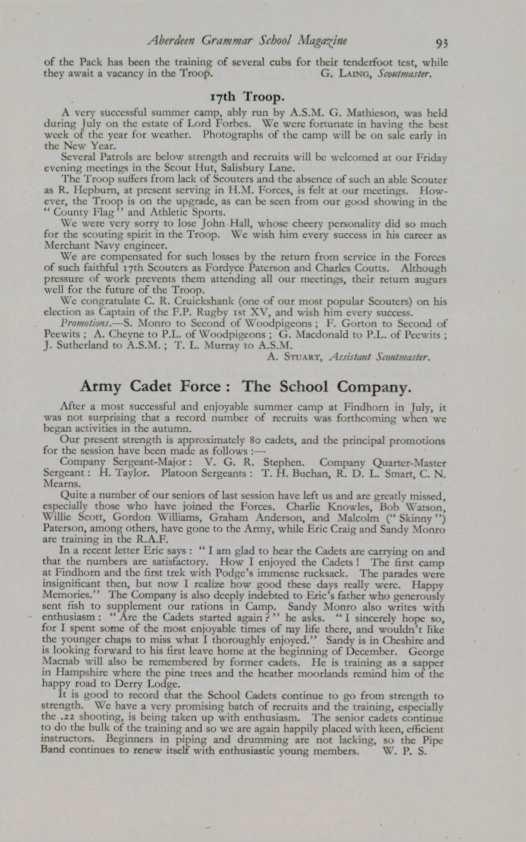 Aberdeen Grammar School Magazine 93
of the Pack has been the training of several cubs for their tenderfoot test, while
they await a vacancy in the Troop. G. Laing, Scoutmaster.
17th Troop.
A very successful summer camp, ably run by A.S.M. G. Mathieson, was held
during July on the estate of Lord Forbes. We were fortunate in having the best
week of the year for weather. Photographs of the camp will be on sale early in
the New Year.
Several Patrols are below strength and recruits will be welcomed at our Friday
evening meetings in the Scout Hut, Salisbury Lane.
The Troop suffers from lack of Scouters and the absence of such an able Scouter
as R. Hepburn, at present serving in H.M. Forces, is felt at our meetings. How-
ever, the Troop is on the upgrade, as can be seen from our good showing in the
" County Flag " and Athletic Sports.
We were very sorry to lose John Hall, whose cheery personality did so much
for the scouting spirit in the Troop. We wish him every success in his career as
Merchant Navy engineer.
We are compensated for such losses by the return from service in the Forces
of such faithful 17th Scouters as Fordyce Paterson and Charles Coutts. Although
pressure of work prevents them attending all our meetings, their return augurs
well for the future of the Troop.
We congratulate C. R. Cruickshank (one of our most popular Scouters) on his
election as Captain of the F.P. Rugby 1st XV, and wish him every success.
Promotions.—S. Monro to Second of Woodpigeons ; F. Gorton to Second of
Peewits ; A. Cheyne to P.L. of Woodpigeons ; G. Macdonald to P.L. of Peewits ;
J. Sutherland to A.S.M. ; T. L. Murray to A.S.M.
A. Stuart, Assistant Scoutmaster.
Army Cadet Force : The School Company.
After a most successful and enjoyable summer camp at Findhorn in July, it
was not surprising that a record number of recruits was forthcoming when we
began activities in the autumn.
Our present strength is approximately 80 cadets, and the principal promotions
for the session have been made as follows :—
Company Sergeant-Major : V. G. R. Stephen. Company Quarter-Master
Sergeant : H. Taylor. Platoon Sergeants : T. H. Buchan, R. D. L. Smart, C. N.
Mearns.
Quite a number of our seniors of last session have left us and are greatly missed,
especially those who have joined the Forces. Charlie Knowles, Bob Watson,
Willie Scott, Gordon Williams, Graham Anderson, and Malcolm (" Skinny ")
Paterson, among others, have gone to the Army, while Eric Craig and Sandy Monro
are training in the R.A.F.
In a recent letter Eric says : " I am glad to hear the Cadets are carrying on and
that the numbers are satisfactory. How I enjoyed the Cadets ! The first camp
at Findhorn and the first trek with Podge's immense rucksack. The parades were
insignificant then, but now I realize how good these days really were. Happy
Memories." The Company is also deeply indebted to Eric's father who generously
sent fish to supplement our rations in Camp. Sandy Monro also writes with
enthusiasm : " Are the Cadets started again ? " he asks. " I sincerely hope so,
for I spent some of the most enjoyable times of my life there, and wouldn't like
the younger chaps to miss what I thoroughly enjoyed." Sandy is in Cheshire and
is looking forward to his first leave home at the beginning of December. George
Macnab will also be remembered by former cadets. He is training as a sapper
in Hampshire where the pine trees and the heather moorlands remind him of the
happy road to Derry Lodge.
It is good to record that the School Cadets continue to go from strength to
strength. We have a very promising batch of recruits and the training, especially
the .22 shooting, is being taken up with enthusiasm. The senior cadets continue
to do the bulk of the training and so we are again happily placed with keen, efficient
instructors. Beginners in piping and drumming are not lacking, so the Pipe
Band continues to renew itself with enthusiastic young members. W. P. S.